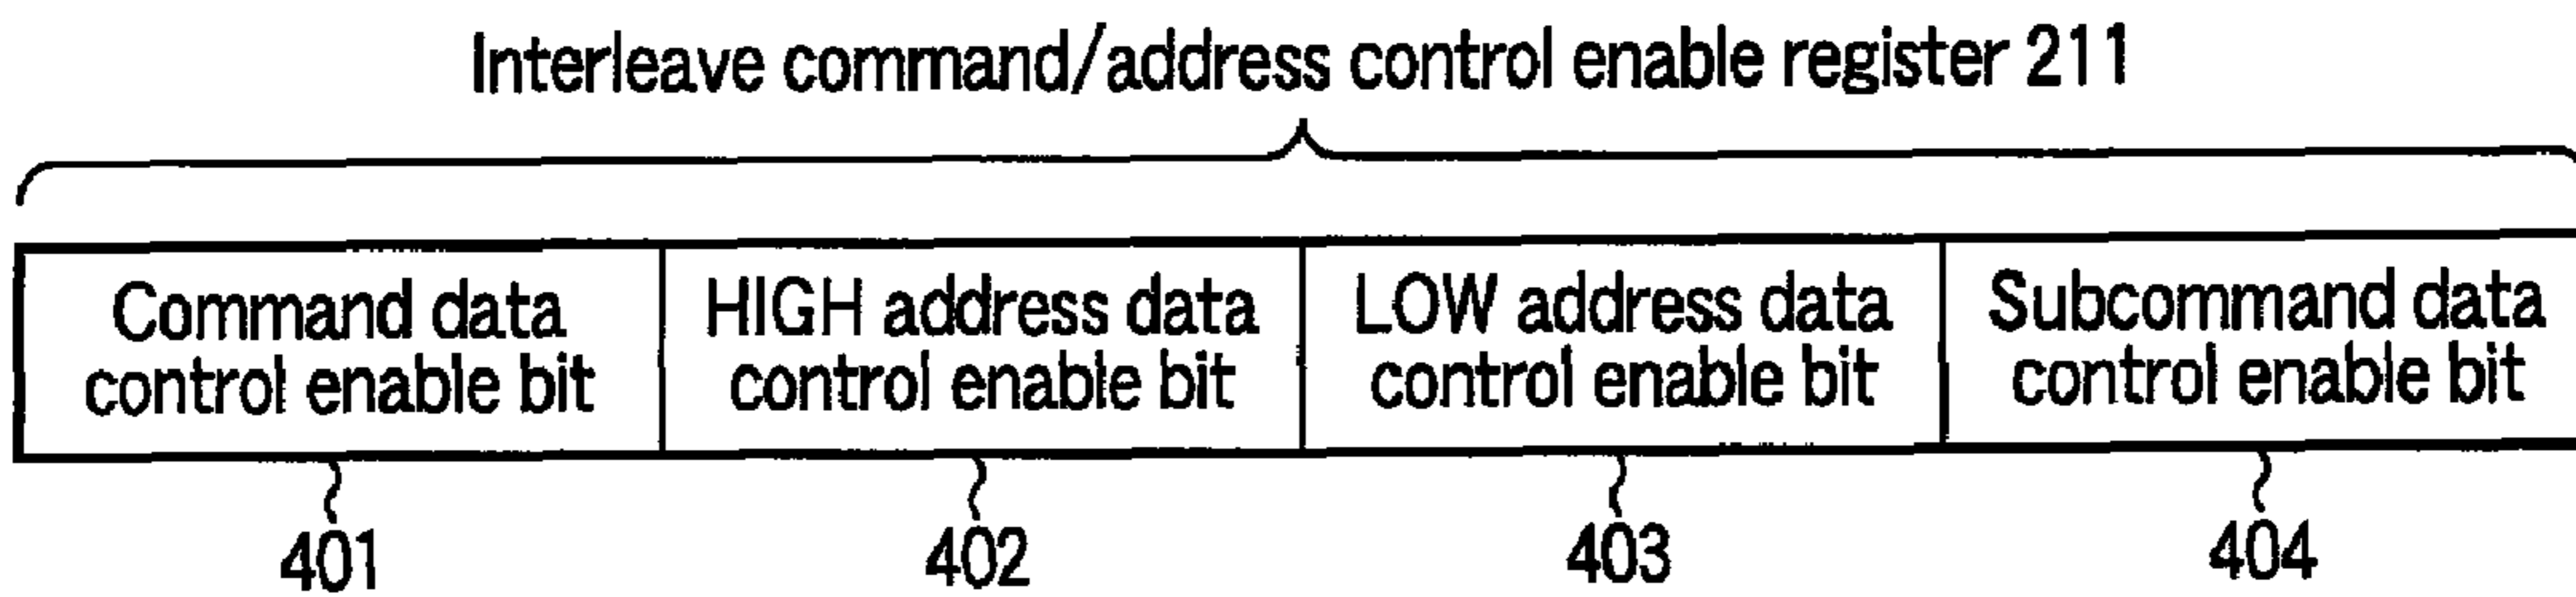 Interleave command/address control enable register 211
Command data
control enable bit
HIGH address data
control enable bit
LOW address data
control enable bit
Subcommand data
control enable bit
401
402
403
404